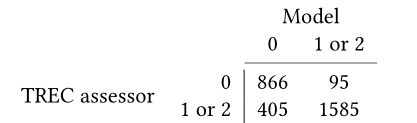 Model
0 1 or 2
0 866 95
TREC assessor
1 or 2 405 1585